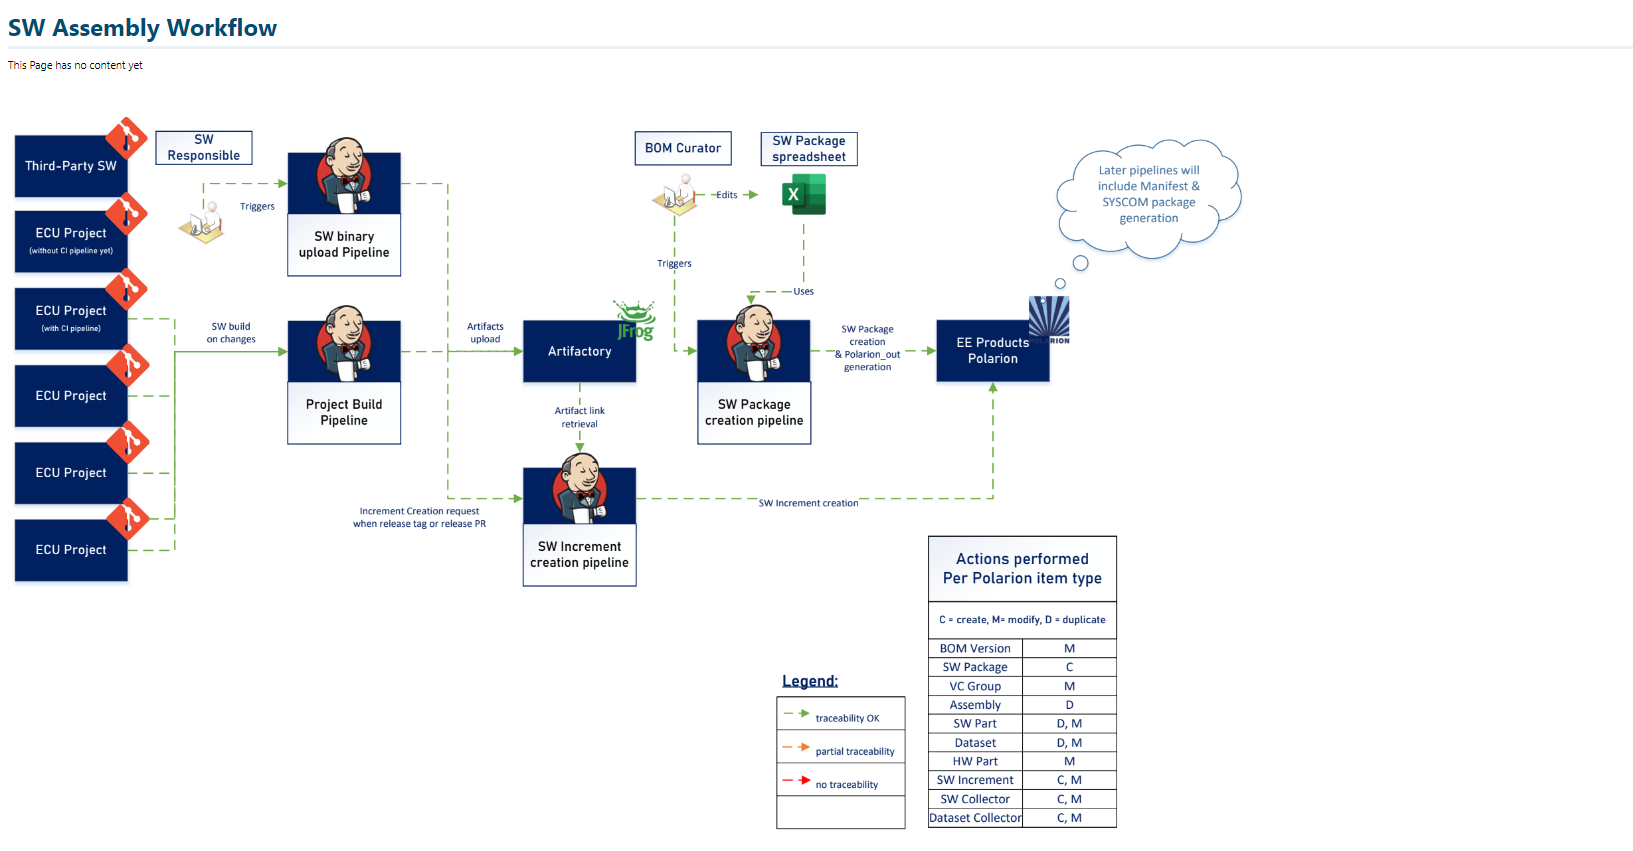 SW Assembly Workflow
This Page has no content yet
Third-Party SW
SW
Responsible
Triggers
ECU Project
(without CI pipeline yet)
ECU Project
(with CI pipeline)
ECU Project
ECU Project
ECU Project
SW build
on changes
SW binary
upload Pipeline
Project Build
Pipeline
Artifacts
upload
Artifactory
JFrog
Artifact link
retrieval
Increment Creation request
when release tag or release PR
SW Increment
creation pipeline
BOM Curator
SW Package
spreadsheet
Edits
X
Triggers
Uses
SW Package
creation pipeline
SW Package
creation
& Polarion_out
generation
SW Increment creation
EE Products
Polarion
POLARION
Later pipelines will
include Manifest &
SYSCOM package
generation
Legend:
traceability OK
partial traceability
no traceability
Actions performed
Per Polarion item type
C = create, M= modify, D = duplicate
BOM Version M
SW Package C
VC Group M
Assembly D
SW Part D, M
Dataset D, M
HW Part M
SW Increment C, M
SW Collector C, M
Dataset Collector C, M